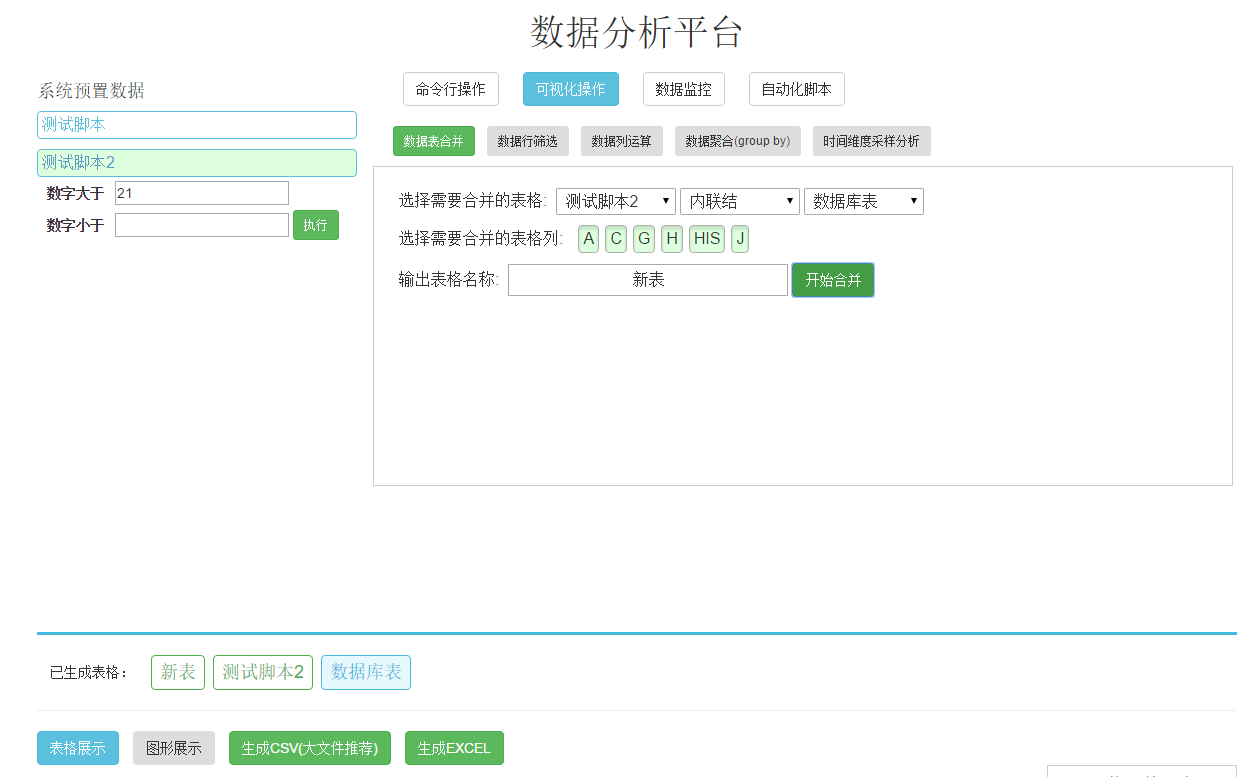 数据分析平台
系统预置数据
命令行操作 可视化操作 数据监控 自动化脚本
测试脚本
数据表合并 数据行筛选 数据列运算 数据聚合(group by) 时间维度采样分析
测试脚本2
数字大于 21
选择需要合并的表格: 测试脚本2 内联结 数据库表
数字小于 执行
选择需要合并的表格列: A C G H HIS J
输出表格名称: 新表 开始合并
已生成表格： 新表 测试脚本2 数据库表
表格展示 图形展示 生成CSV(大文件推荐) 生成EXCEL